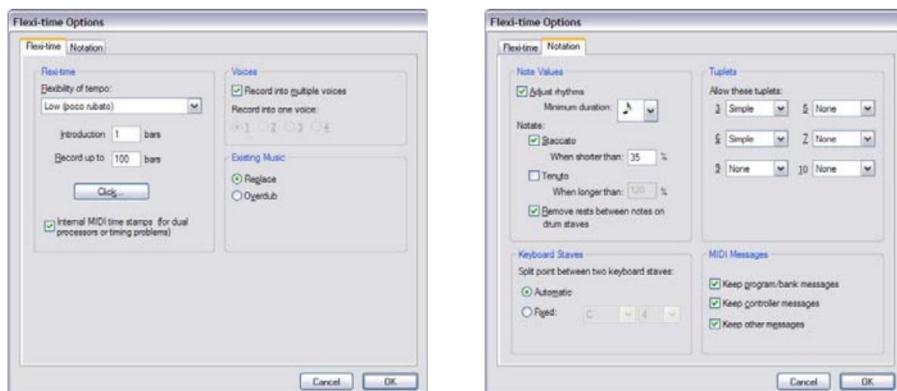 Flexi-time Options
Flexi-time Notation
Flexi-time
Flexibility of tempo:
Low (poco rubato)
Introduction 1 bars
Record up to 100 bars
Click...
Internal MIDI time stamps (for dual
processors or timing problems)
Voices
Record into multiple voices
Record into one voice:
1 2 3 4
Existing Music
Replace
Overdub
Cancel OK
Flexi-time Options
Flexi-time Notation
Note Values
Adjust rhythms
Minimum duration:
Notate:
Staccato
When shorter than: 35 %
Tenuto
When longer than: 120 %
Remove rests between notes on
drum staves
Tuplets
Allow these tuplets:
3 Simple 5 None
6 Simple 7 None
9 None 10 None
Keyboard Staves
Split point between two keyboard staves:
Automatic
Fixed: C 4
MIDI Messages
Keep program/bank messages
Keep controller messages
Keep other messages
Cancel OK